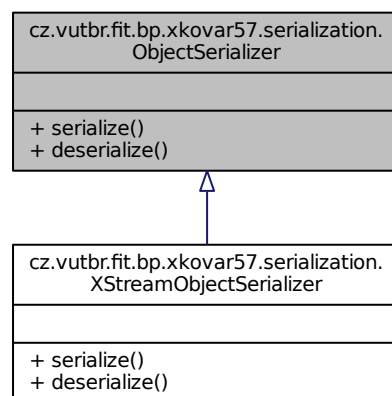 cz.vutbr.fit.bp.xkovar57.serialization.
ObjectSerializer
+ serialize()
+ deserialize()
cz.vutbr.fit.bp.xkovar57.serialization.
XStreamObjectSerializer
+ serialize()
+ deserialize()